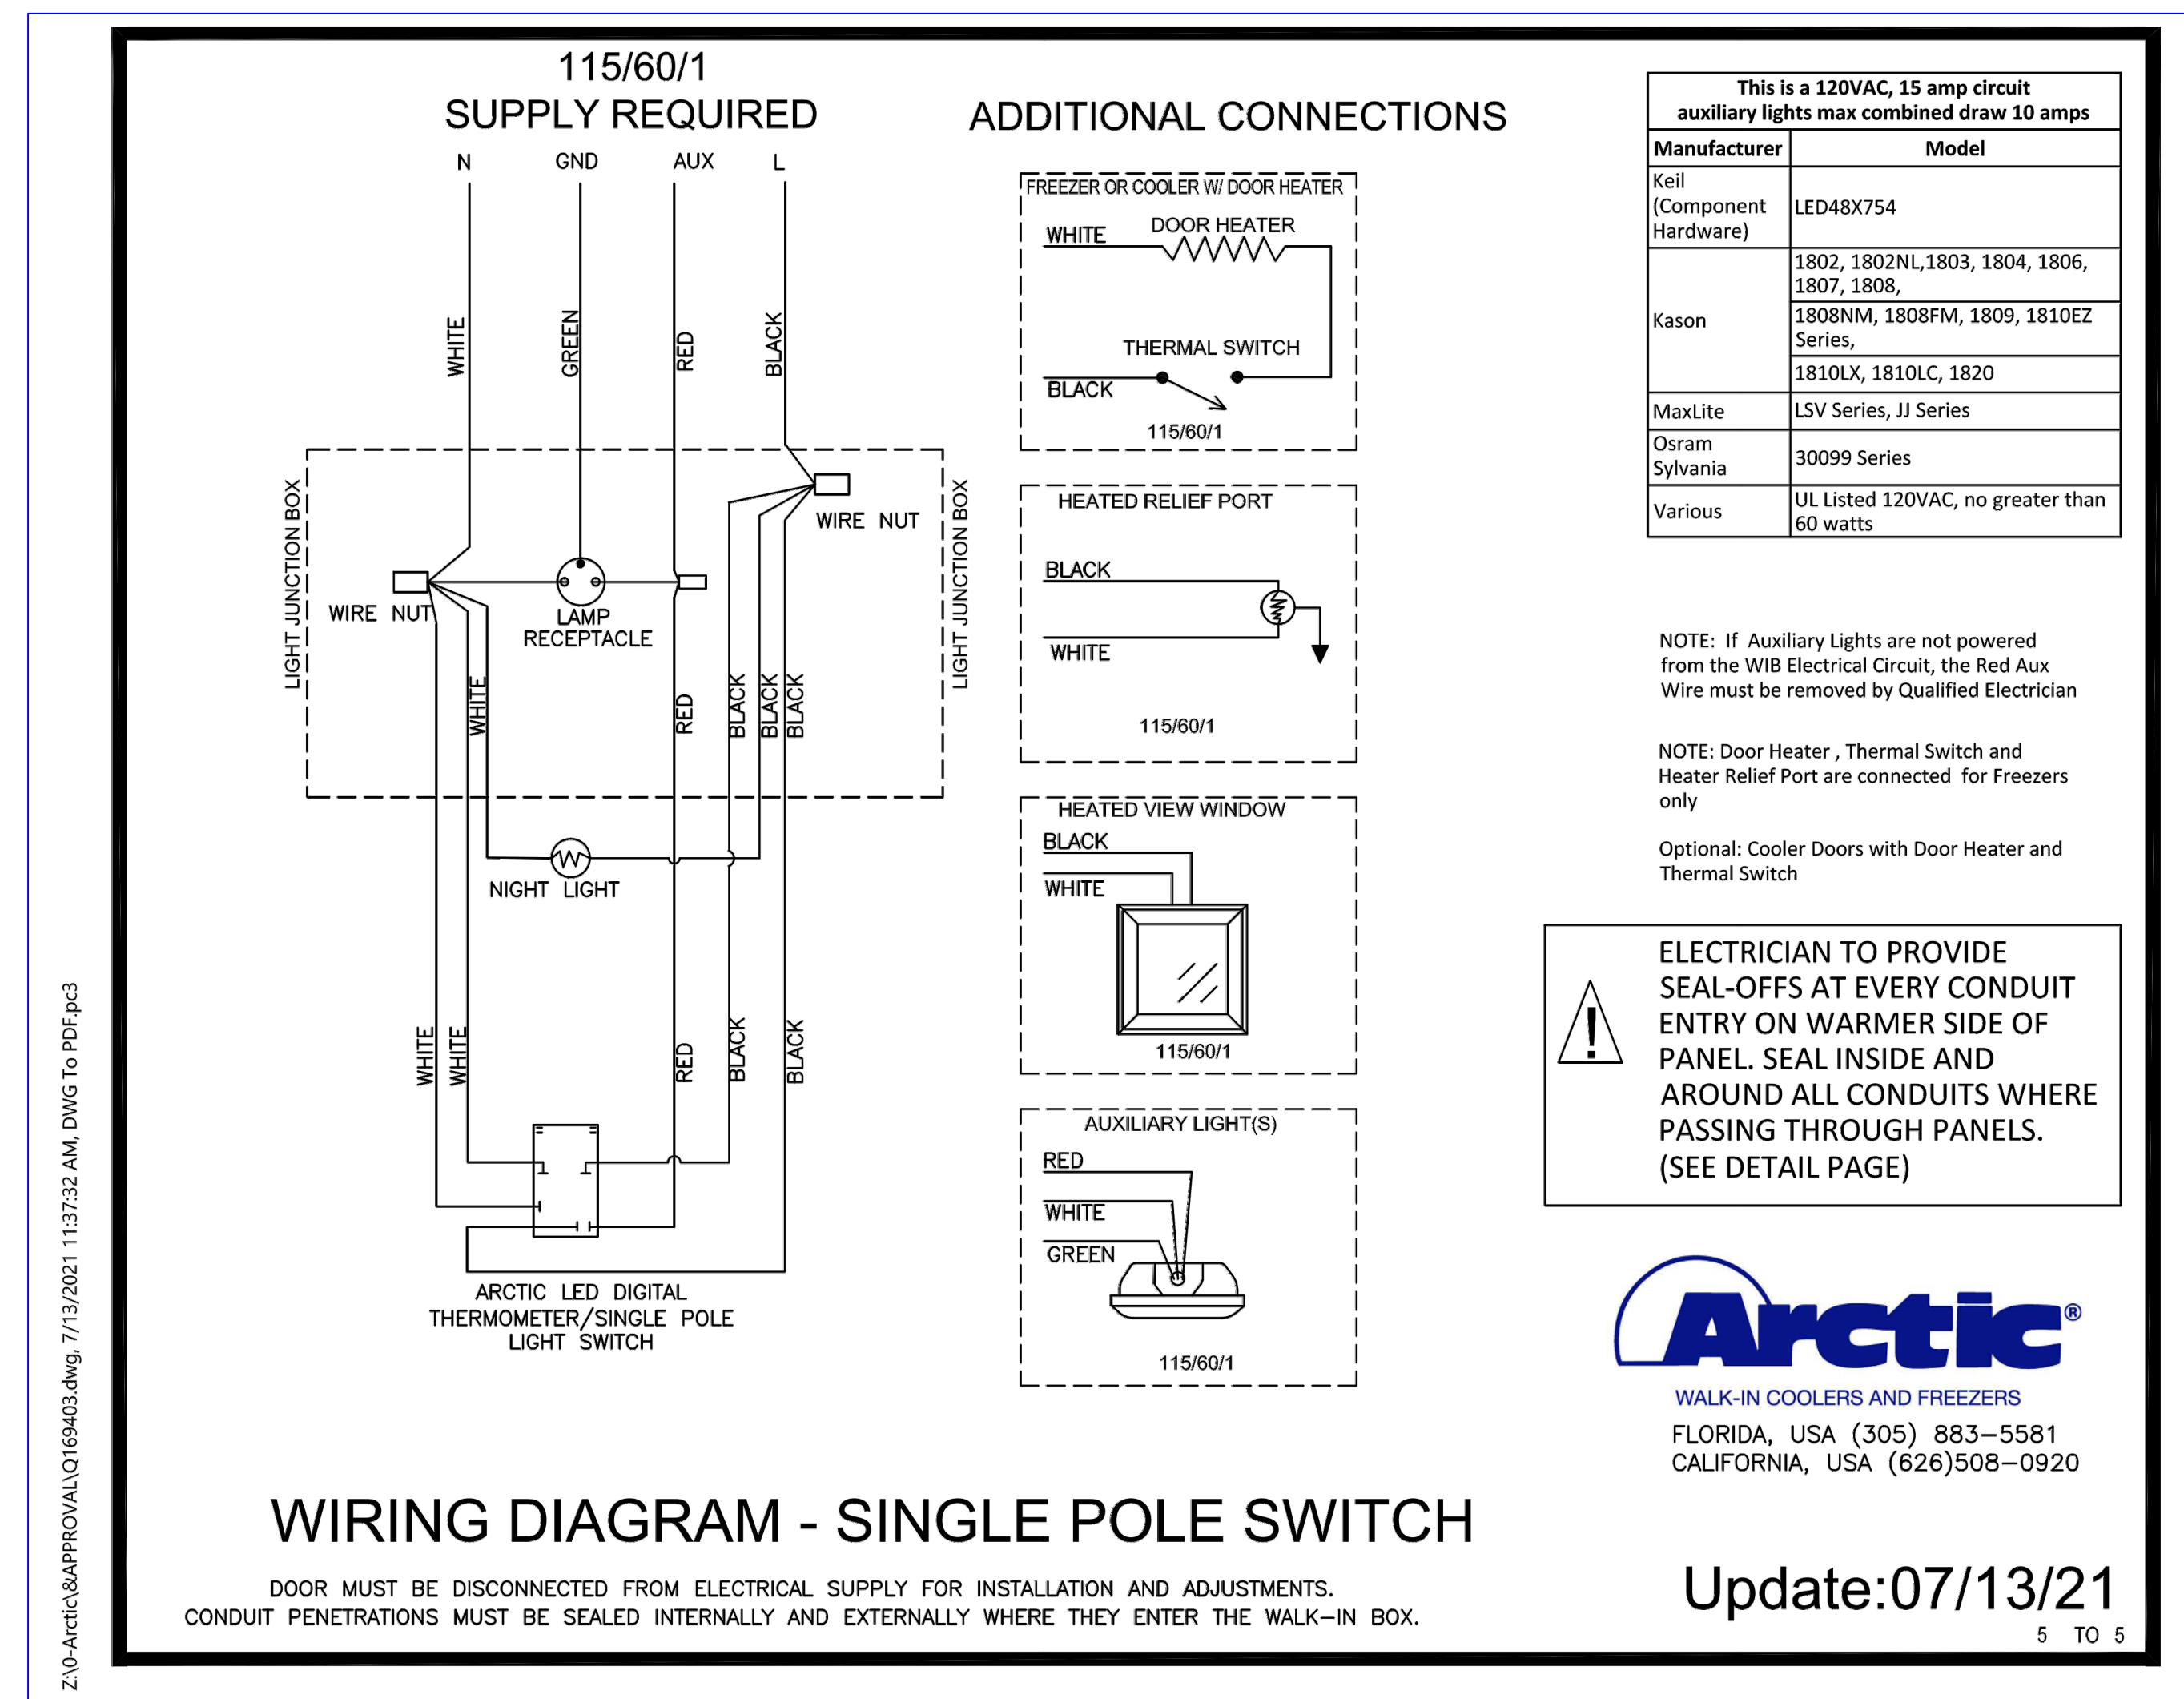 115/60/1
SUPPLY REQUIRED
N GND AUX L
WHITE
GREEN
RED
BLACK
LIGHT JUNCTION BOX
LIGHT JUNCTION BOX
WIRE NUT
WIRE NUT
LAMP
RECEPTACLE
WHITE
RED
BLACK
BLACK
BLACK
NIGHT LIGHT
WHITE
WHITE
RED
BLACK
BLACK
ARCTIC LED DIGITAL
THERMOMETER/SINGLE POLE
LIGHT SWITCH
ADDITIONAL CONNECTIONS
FREEZER OR COOLER W/ DOOR HEATER
DOOR HEATER
WHITE
THERMAL SWITCH
BLACK
115/60/1
HEATED RELIEF PORT
BLACK
WHITE
115/60/1
HEATED VIEW WINDOW
BLACK
WHITE
115/60/1
AUXILIARY LIGHT(S)
RED
WHITE
GREEN
115/60/1
This is a 120VAC, 15 amp circuit
auxiliary lights max combined draw 10 amps
Manufacturer Model
Keil
(Component
Hardware)
LED48X754
Kason
1802, 1802NL,1803, 1804, 1806,
1807, 1808,
1808NM, 1808FM, 1809, 1810EZ
Series,
1810LX, 1810LC, 1820
MaxLite LSV Series, JJ Series
Osram
Sylvania
30099 Series
Various
UL Listed 120VAC, no greater than
60 watts
NOTE: If Auxiliary Lights are not powered
from the WIB Electrical Circuit, the Red Aux
Wire must be removed by Qualified Electrician
NOTE: Door Heater , Thermal Switch and
Heater Relief Port are connected for Freezers
only
Optional: Cooler Doors with Door Heater and
Thermal Switch
!
ELECTRICIAN TO PROVIDE
SEAL-OFFS AT EVERY CONDUIT
ENTRY ON WARMER SIDE OF
PANEL. SEAL INSIDE AND
AROUND ALL CONDUITS WHERE
PASSING THROUGH PANELS.
(SEE DETAIL PAGE)
Arctic®
WALK-IN COOLERS AND FREEZERS
FLORIDA, USA (305) 883-5581
CALIFORNIA, USA (626)508-0920
WIRING DIAGRAM - SINGLE POLE SWITCH
DOOR MUST BE DISCONNECTED FROM ELECTRICAL SUPPLY FOR INSTALLATION AND ADJUSTMENTS.
CONDUIT PENETRATIONS MUST BE SEALED INTERNALLY AND EXTERNALLY WHERE THEY ENTER THE WALK-IN BOX.
Update:07/13/21
5 TO 5
Z:\0-Arctic\&APPROVAL\Q169403.dwg, 7/13/2021 11:37:32 AM, DWG To PDF.pc3